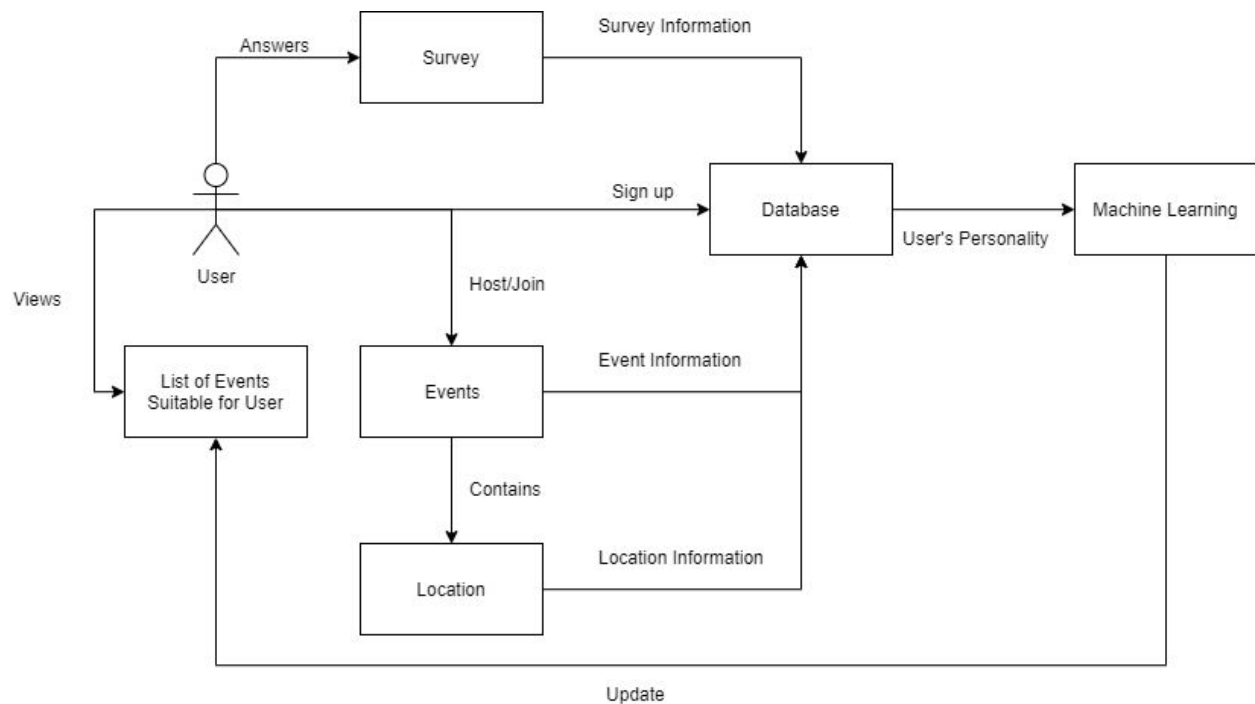 Survey Information
Answers
Survey
Sign up
Database
Machine Learning
User's Personality
User
Views
Host/Join
List of Events
Suitable for User
Events
Event Information
Contains
Location
Location Information
Update